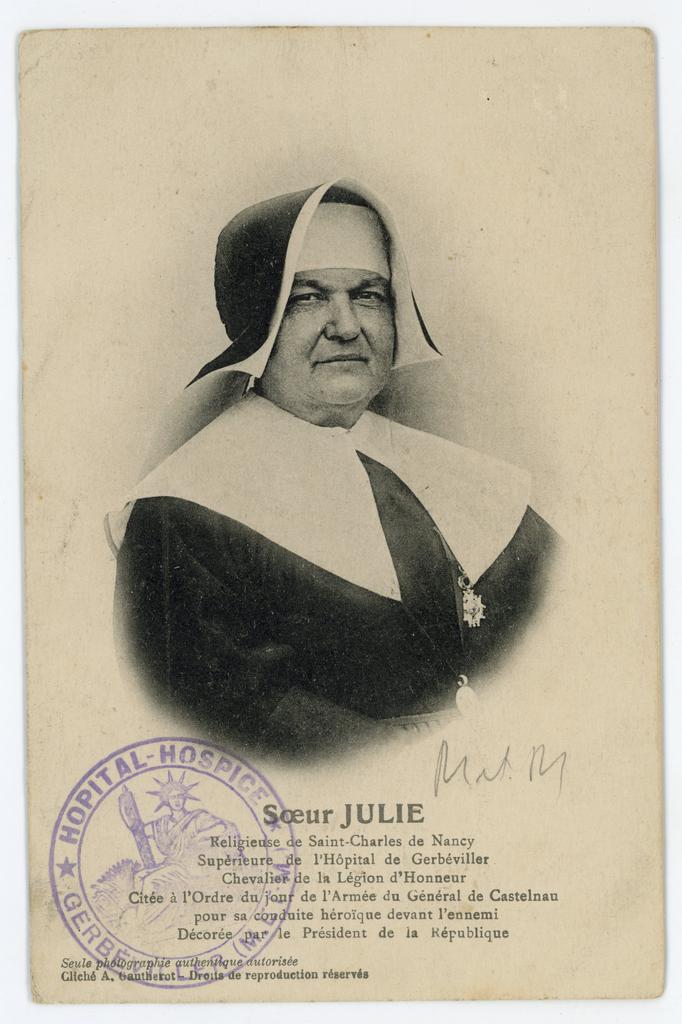 Sœur JULIE
Religieuse de Saint-Charles de Nancy
Supérieure de l'Hôpital de Gerbéviller
Chevalier de la Légion d'Honneur
Citée à l'Ordre du jour de l'Armée du Général de Castelnau
pour sa conduite héroïque devant l'ennemi
Décorée par le Président de la République
Seule photographie authentique autorisée
Cliché A. Gautherot - Droits de reproduction réservés
HOPITAL-HOSPICE
GERBÉVILLER (M.